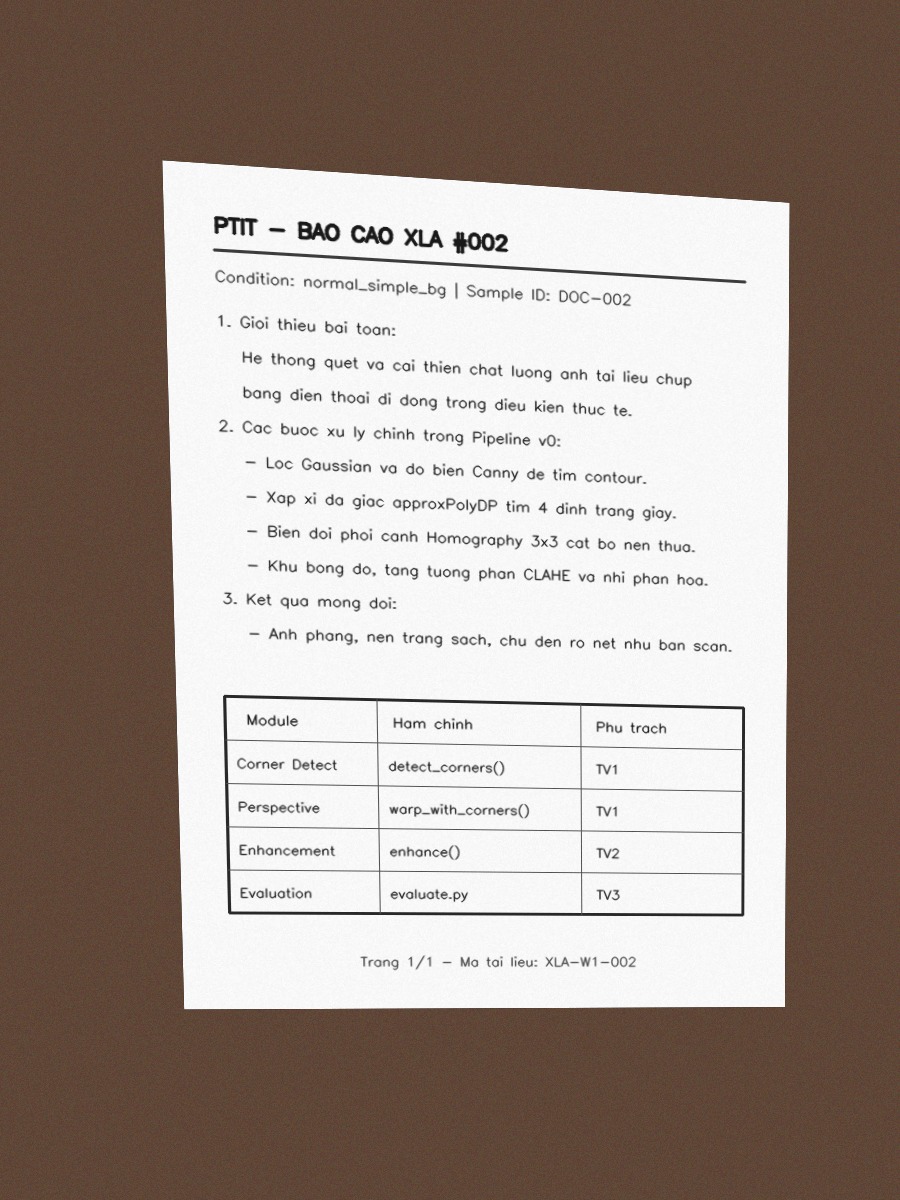 PTIT - BAO CAO XLA #002
Condition: normal_simple_bg | Sample ID: DOC-002
1. Gioi thieu bai toan:
He thong quet va cai thien chat luong anh tai lieu chup
bang dien thoai di dong trong dieu kien thuc te.
2. Cac buoc xu ly chinh trong Pipeline v0:
- Loc Gaussian va do bien Canny de tim contour.
- Xap xi da giac approxPolyDP tim 4 dinh trang giay.
- Bien doi phoi canh Homography 3x3 cat bo nen thua.
- Khu bong do, tang tuong phan CLAHE va nhi phan hoa.
3. Ket qua mong doi:
- Anh phang, nen trang sach, chu den ro net nhu ban scan.
Module Ham chinh Phu trach
Corner Detect detect_corners() TV1
Perspective warp_with_corners() TV1
Enhancement enhance() TV2
Evaluation evaluate.py TV3
Trang 1/1 - Ma tai lieu: XLA-W1-002